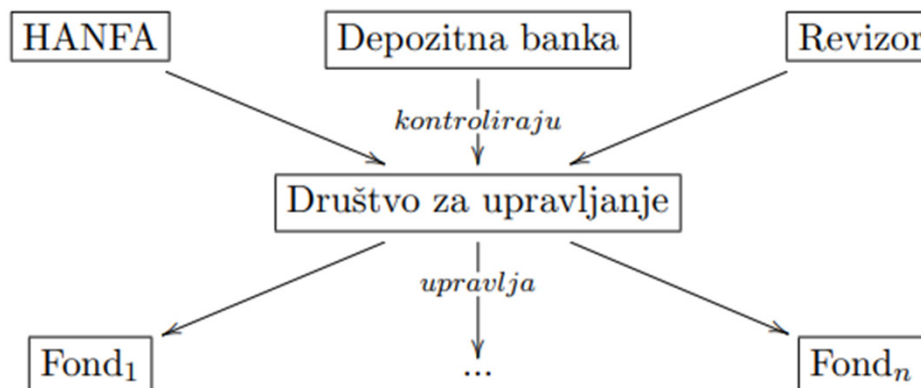 HANFA
Depozitna banka
Revizor
kontroliraju
Društvo za upravljanje
upravlja
Fond₁
...
Fondₙ